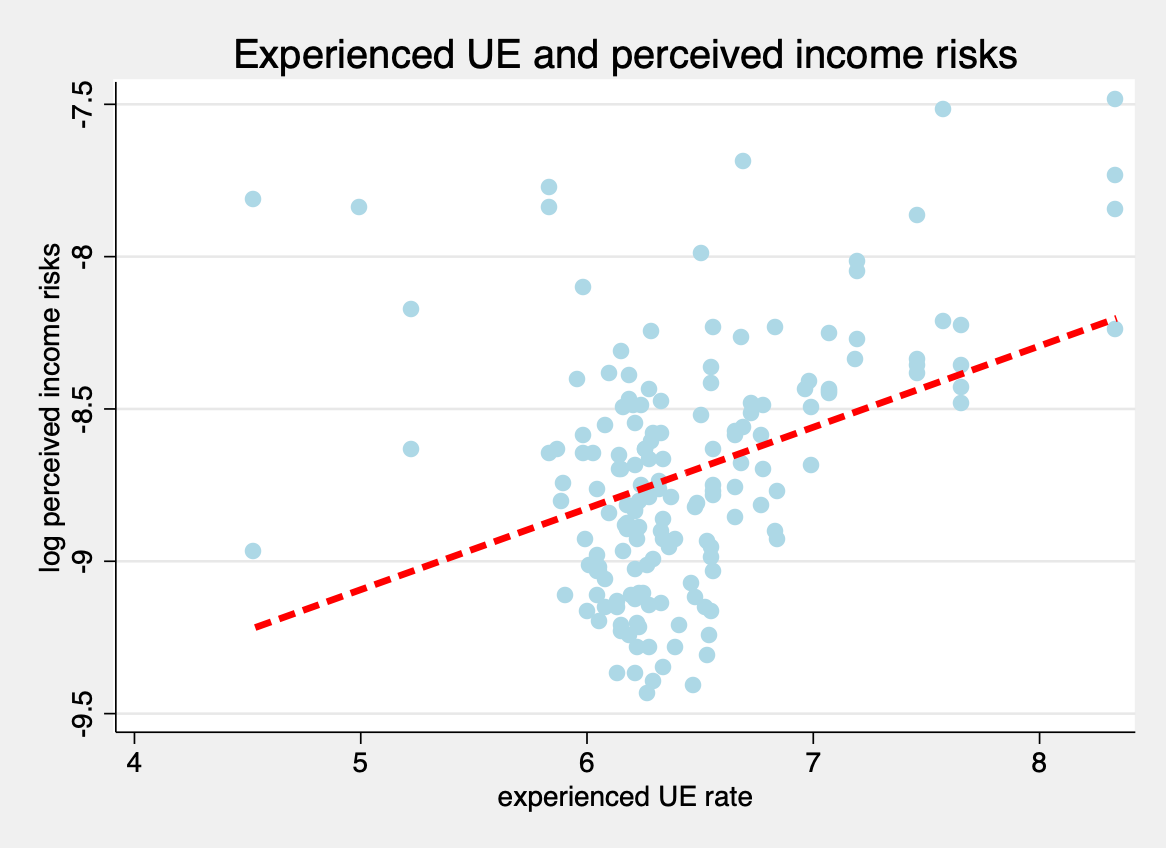 Experienced UE and perceived income risks
log perceived income risks
-7.5
-8
-8.5
-9
-9.5
4 5 6 7 8
experienced UE rate